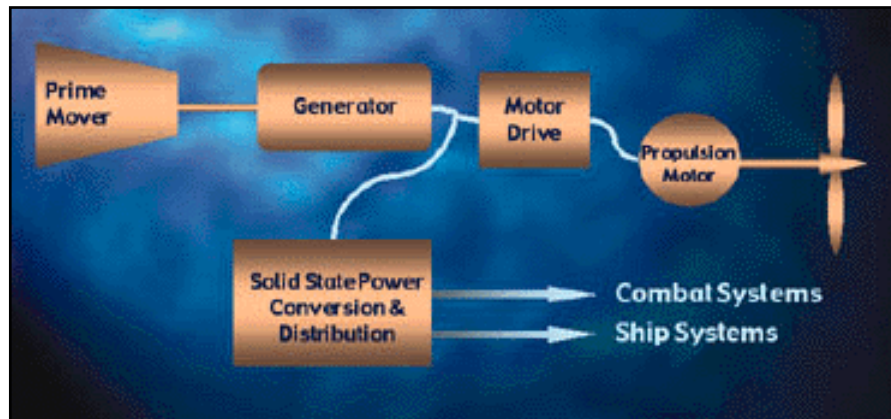 Prime
Mover
Generator
Motor
Drive
Propulsion
Motor
Solid State Power
Conversion &
Distribution
Combat Systems
Ship Systems